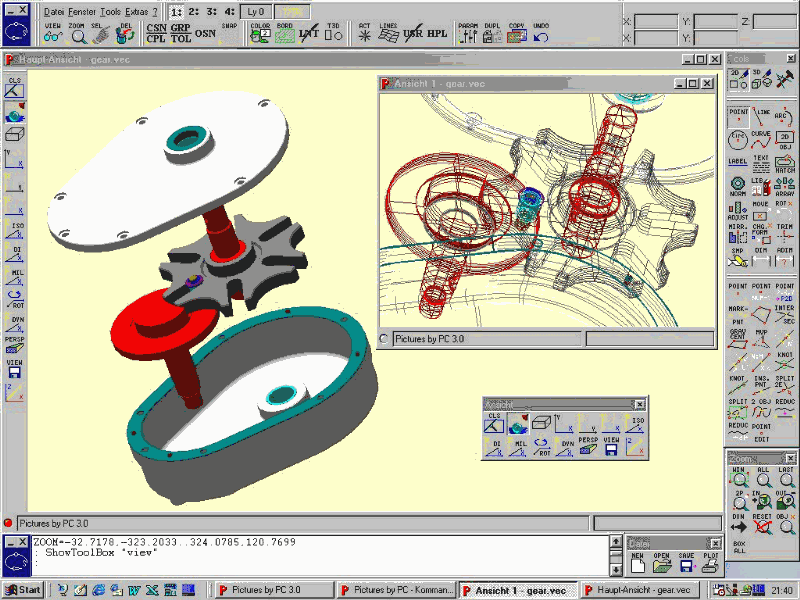 Datei Fenster Tools Extras ?
1: 2: 3: 4: Ly 0
VIEW ZOOM SEL DEL
CSN GRP OSN
CPL TOL
SNAP
COLOR BORD T3D
LNT
ACT LINES
USR HPL
PARAM DUPL COPY UNDO
X: Y: Z:
X: Y:
Haupt-Ansicht - gear.vec
CLS
ISO
DI
MIL
ROT
DYN
PERSP
VIEW
Ansicht 1 - gear.vec
Pictures by PC 3.0
Ansicht
CLS ISO
DI MIL ROT DYN PERSP VIEW
2D 3D
POINT LINE ARC
Circ CURVE 2D OBJ
LABEL TEXT HATCH
NORM LIB ARRAY
ADJUST MOVE ROT
MIRR. CHG. FORM TRIM
SMP DIM ADIM
POINT POINT POINT
MARK-PNT INTER SEC
GRAV CENT MVP
KNOT
KNOT INS. PNT SPLIT 2E
SPLIT 2 OBJ REDUC
REDUC POINT EDIT
Zoom
WIN ALL LAST
2P IN OUT
DIN RESET OBJ
BOX ALL
Pictures by PC 3.0
ZOOM=-32.7178,-323.2033..324.0785,120.7699
: ShowToolBox "view"
:
Datei
NEW OPEN SAVE PLOT
Start
Pictures by PC 3.0
Pictures by PC - Komman...
Ansicht 1 - gear.vec
Haupt-Ansicht - gear.vec
21:40